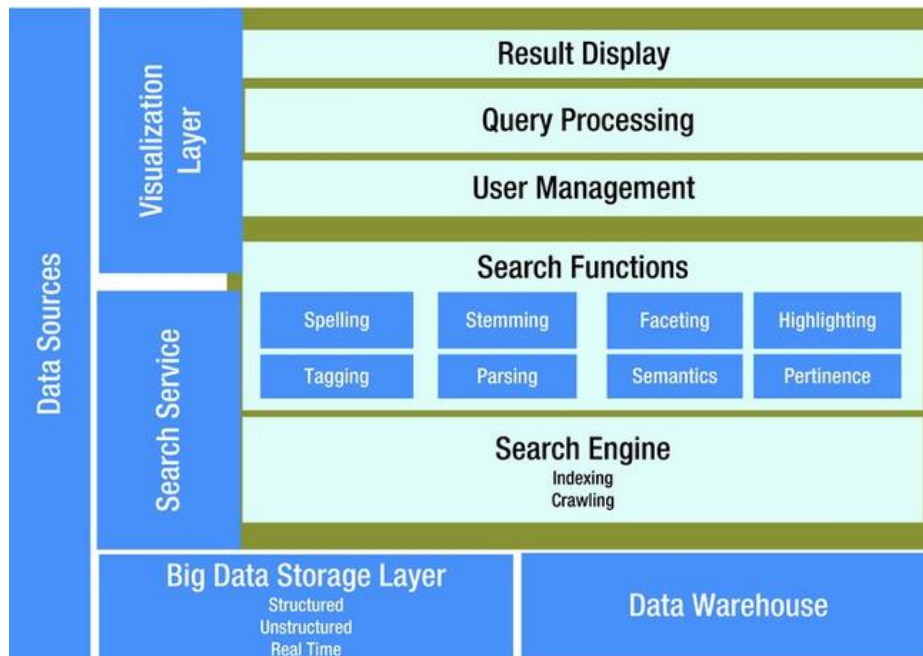 Data Sources
Visualization
Layer
Result Display
Query Processing
User Management
Search Service
Search Functions
Spelling
Stemming
Faceting
Highlighting
Tagging
Parsing
Semantics
Pertinence
Search Engine
Indexing
Crawling
Big Data Storage Layer
Structured
Unstructured
Real Time
Data Warehouse